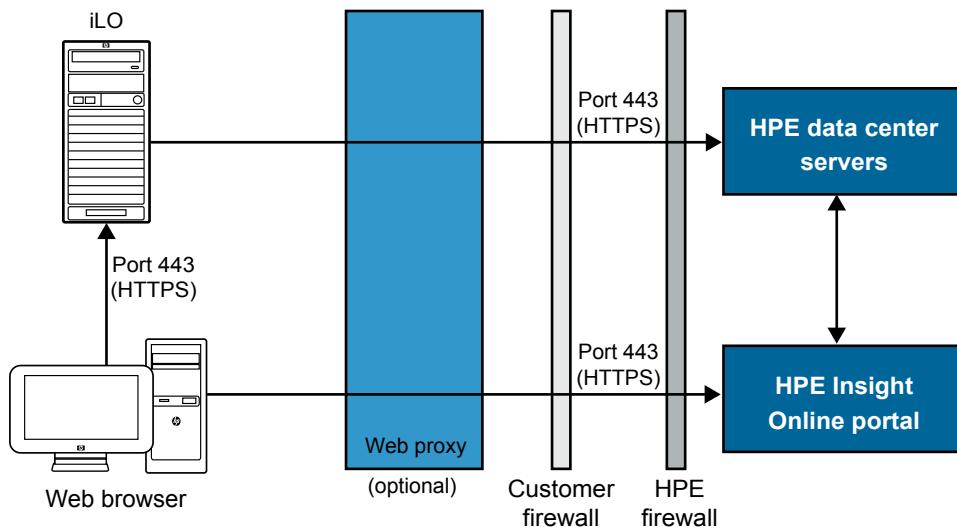 iLO
Port 443
(HTTPS)
HPE data center
servers
Port 443
(HTTPS)
Port 443
(HTTPS)
HPE Insight
Online portal
Web proxy
(optional)
Web browser
Customer
firewall
HPE
firewall